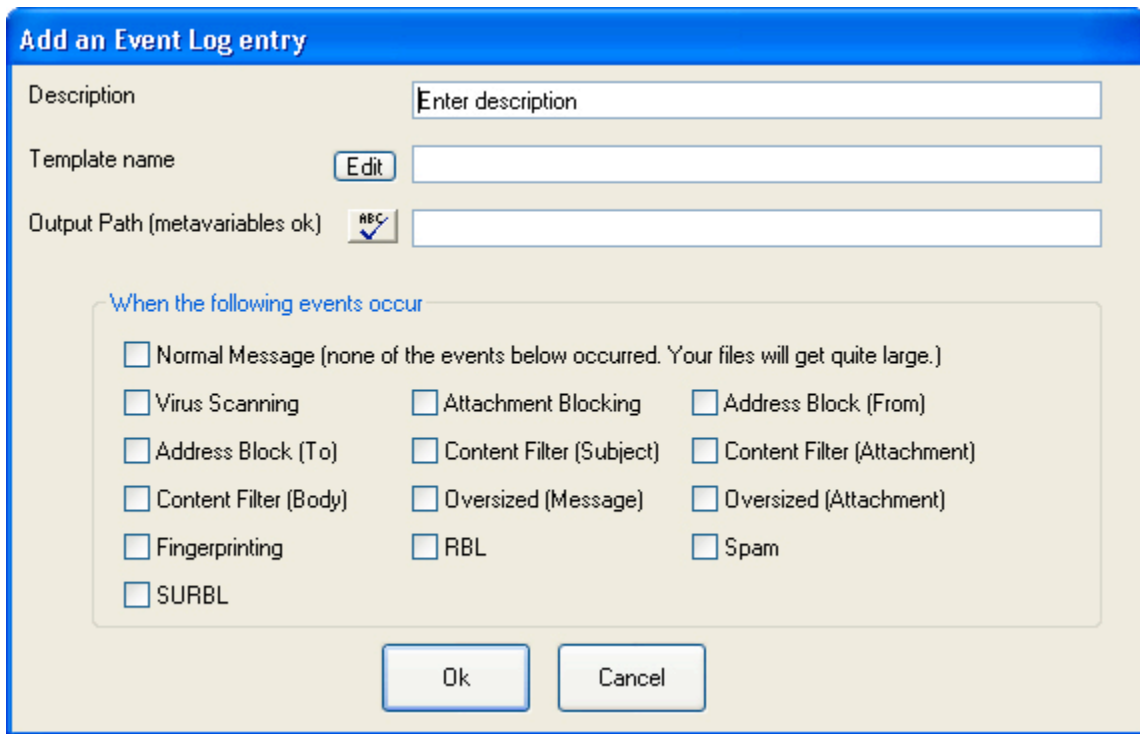 Add an Event Log entry
Description Enter description
Template name Edit
Output Path (metavariables ok) ABC
When the following events occur
Normal Message (none of the events below occurred. Your files will get quite large.)
Virus Scanning Attachment Blocking Address Block (From)
Address Block (To) Content Filter (Subject) Content Filter (Attachment)
Content Filter (Body) Oversized (Message) Oversized (Attachment)
Fingerprinting RBL Spam
SURBL
Ok Cancel